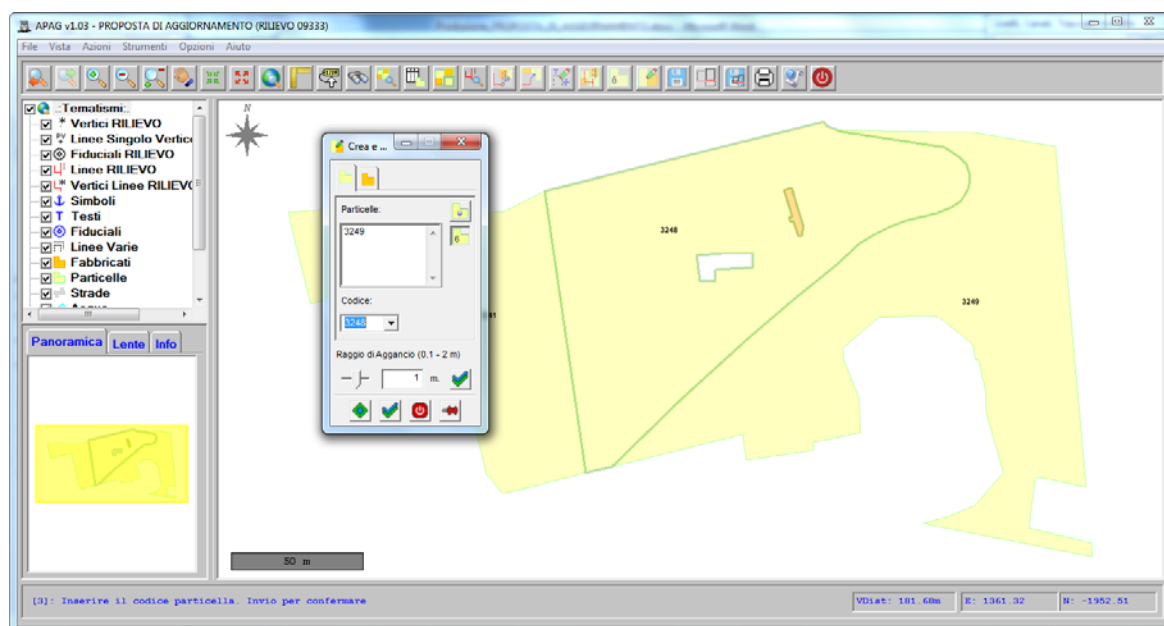 APAG v1.03 - PROPOSTA DI AGGIORNAMENTO (RILIEVO 09333)
File Vista Azioni Strumenti Opzioni Aiuto
.:Tematismi:.
Vertici RILIEVO
Linee Singolo Vertice
Fiduciali RILIEVO
Linee RILIEVO
Vertici Linee RILIEVO
Simboli
Testi
Fiduciali
Linee Varie
Fabbricati
Particelle
Strade
Panoramica Lente Info
N
Crea e ...
Particelle:
3249
6
Codice:
3248
Raggio di Aggancio (0.1 - 2 m)
1 m.
3248
3249
50 m
(3): Inserire il codice particella. Invio per confermare
VDist: 181.68m E: 1361.32 N: -1952.51